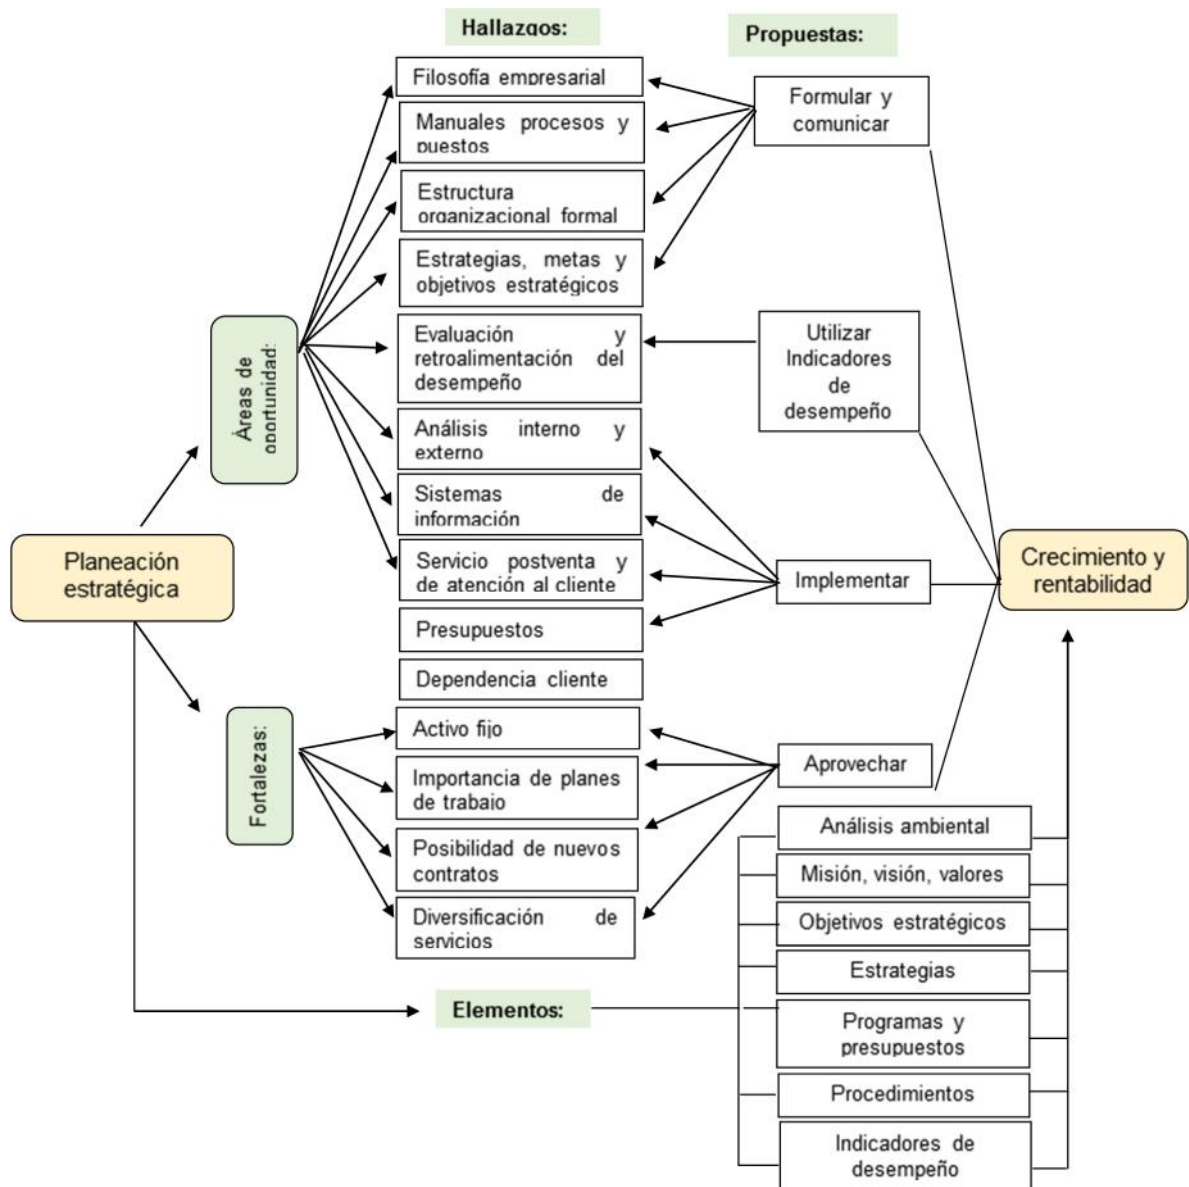 Hallazgos:
Propuestas:
Filosofía empresarial
Manuales procesos y
puestos
Estructura
organizacional formal
Estrategias, metas y
objetivos estratégicos
Evaluación y
retroalimentación del
desempeño
Análisis interno y
externo
Sistemas de
información
Servicio postventa y
de atención al cliente
Presupuestos
Dependencia cliente
Activo fijo
Importancia de planes
de trabajo
Posibilidad de nuevos
contratos
Diversificación de
servicios
Formular y
comunicar
Utilizar
Indicadores
de
desempeño
Implementar
Aprovechar
Áreas de
oportunidad:
Planeación
estratégica
Fortalezas:
Crecimiento y
rentabilidad
Elementos:
Análisis ambiental
Misión, visión, valores
Objetivos estratégicos
Estrategias
Programas y
presupuestos
Procedimientos
Indicadores de
desempeño